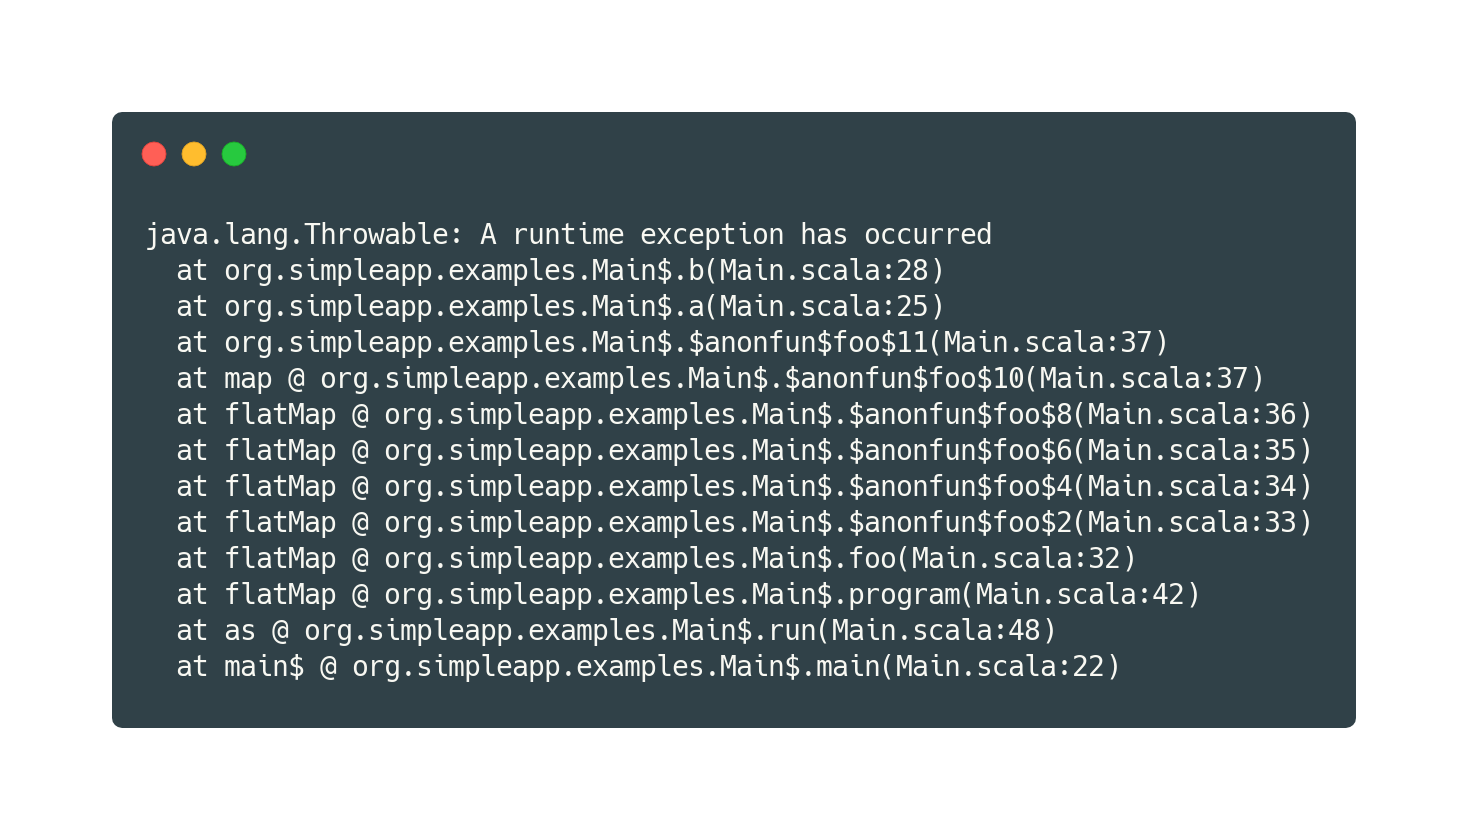 java.lang.Throwable: A runtime exception has occurred
  at org.simpleapp.examples.Main$.b(Main.scala:28)
  at org.simpleapp.examples.Main$.a(Main.scala:25)
  at org.simpleapp.examples.Main$.$anonfun$foo$11(Main.scala:37)
  at map @ org.simpleapp.examples.Main$.$anonfun$foo$10(Main.scala:37)
  at flatMap @ org.simpleapp.examples.Main$.$anonfun$foo$8(Main.scala:36)
  at flatMap @ org.simpleapp.examples.Main$.$anonfun$foo$6(Main.scala:35)
  at flatMap @ org.simpleapp.examples.Main$.$anonfun$foo$4(Main.scala:34)
  at flatMap @ org.simpleapp.examples.Main$.$anonfun$foo$2(Main.scala:33)
  at flatMap @ org.simpleapp.examples.Main$.foo(Main.scala:32)
  at flatMap @ org.simpleapp.examples.Main$.program(Main.scala:42)
  at as @ org.simpleapp.examples.Main$.run(Main.scala:48)
  at main$ @ org.simpleapp.examples.Main$.main(Main.scala:22)